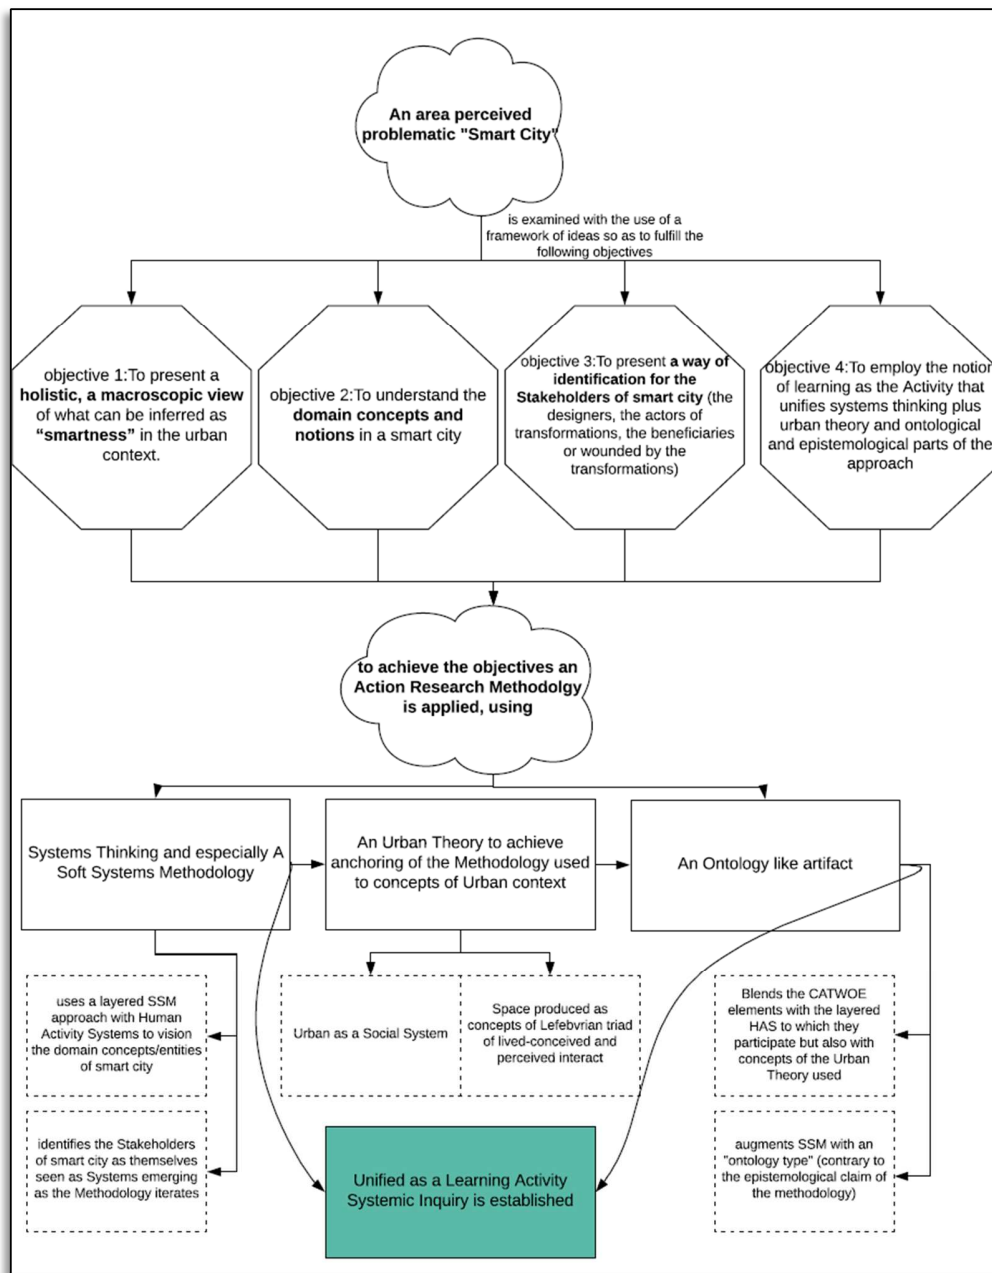 An area perceived
problematic "Smart City"
is examined with the use of a
framework of ideas so as to fulfill the
following objectives
objective 1:To present a
holistic, a macroscopic view
of what can be inferred as
“smartness” in the urban
context.
objective 2:To understand the
domain concepts and
notions in a smart city
objective 3:To present a way of
identification for the
Stakeholders of smart city (the
designers, the actors of
transformations, the beneficiaries
or wounded by the
transformations)
objective 4:To employ the notion
of learning as the Activity that
unifies systems thinking plus
urban theory and ontological
and epistemological parts of the
approach
to achieve the objectives an
Action Research Methodolgy
is applied, using
Systems Thinking and especially A
Soft Systems Methodology
An Urban Theory to achieve
anchoring of the Methodology used
to concepts of Urban context
An Ontology like artifact
uses a layered SSM
approach with Human
Activity Systems to vision
the domain concepts/entities
of smart city
Urban as a Social System
Space produced as
concepts of Lefebvrian triad
of lived-conceived and
perceived interact
Blends the CATWOE
elements with the layered
HAS to which they
participate but also with
concepts of the Urban
Theory used
identifies the Stakeholders
of smart city as themselves
seen as Systems emerging
as the Methodology iterates
Unified as a Learning Activity
Systemic Inquiry is established
augments SSM with an
"ontology type" (contrary to
the epistemological claim of
the methodology)